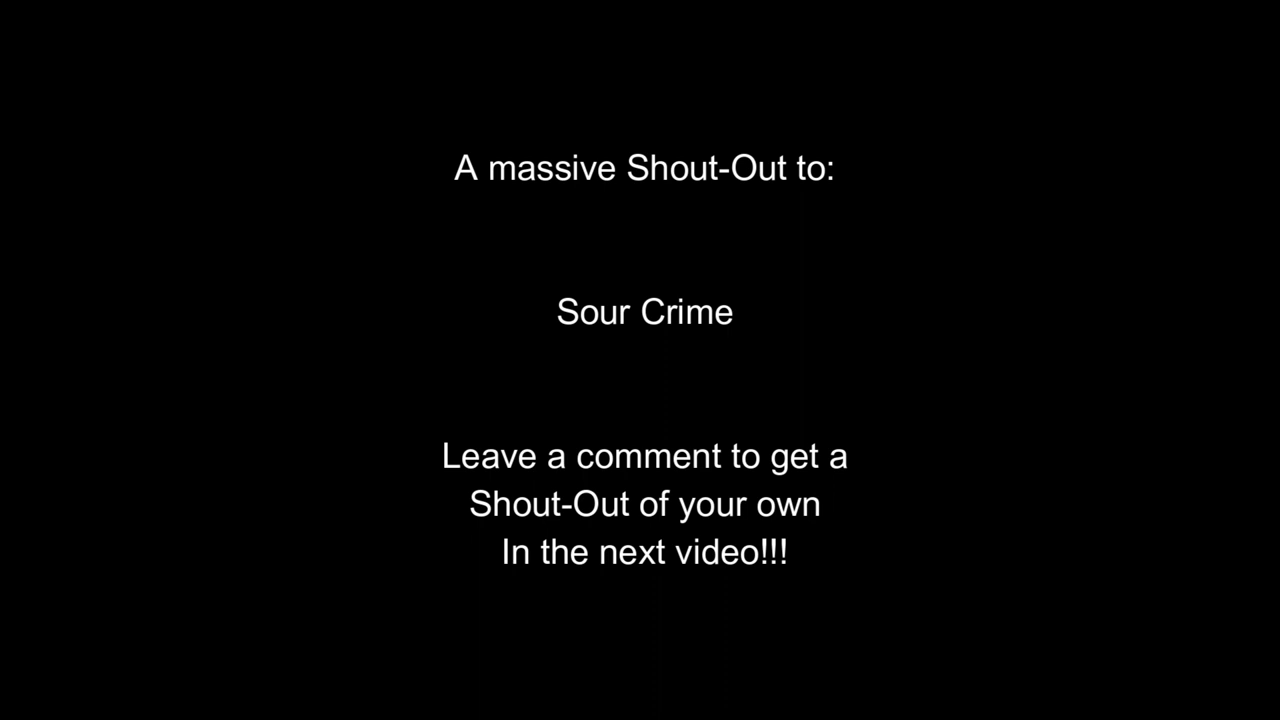 A massive Shout-Out to:
Sour Crime
Leave a comment to get a
Shout-Out of your own
In the next video!!!